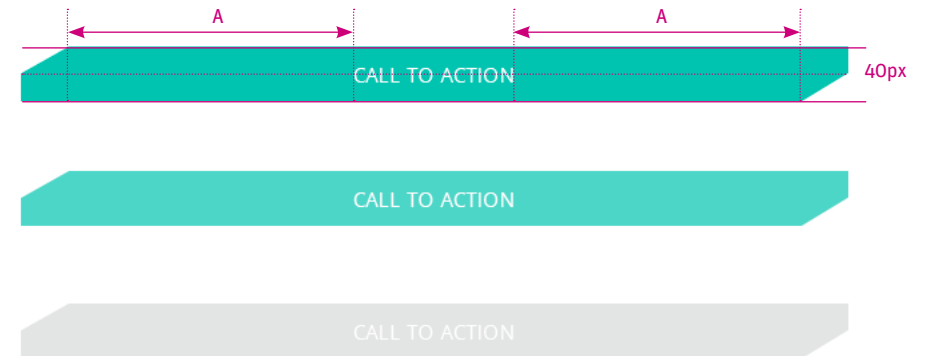 A
A
CALL TO ACTION
40px
CALL TO ACTION
CALL TO ACTION